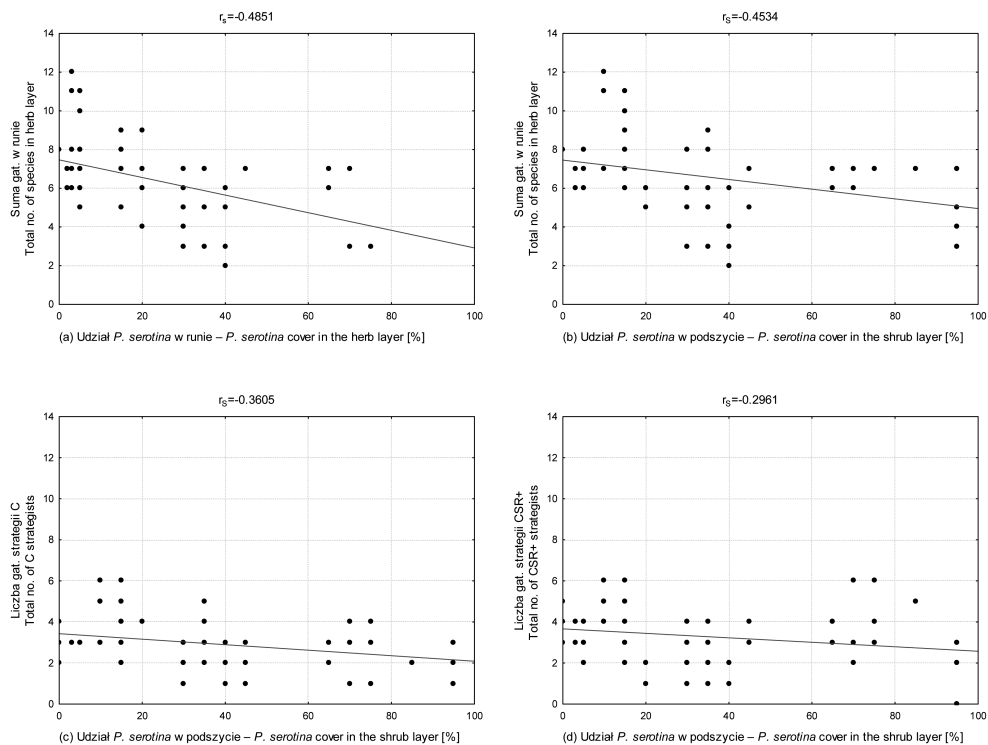 rs=-0.4851
Suma gat. w runie
Total no. of species in herb layer
14
12
10
8
6
4
2
0
0 20 40 60 80 100
(a) Udział P. serotina w runie – P. serotina cover in the herb layer [%]
rS=-0.4534
Suma gat. w runie
Total no. of species in herb layer
14
12
10
8
6
4
2
0
0 20 40 60 80 100
(b) Udział P. serotina w podszycie – P. serotina cover in the shrub layer [%]
rS=-0.3605
Liczba gat. strategii C
Total no. of C strategists
14
12
10
8
6
4
2
0
0 20 40 60 80 100
(c) Udział P. serotina w podszycie – P. serotina cover in the shrub layer [%]
rS=-0.2961
Liczba gat. strategii CSR+
Total no. of CSR+ strategists
14
12
10
8
6
4
2
0
0 20 40 60 80 100
(d) Udział P. serotina w podszycie – P. serotina cover in the shrub layer [%]